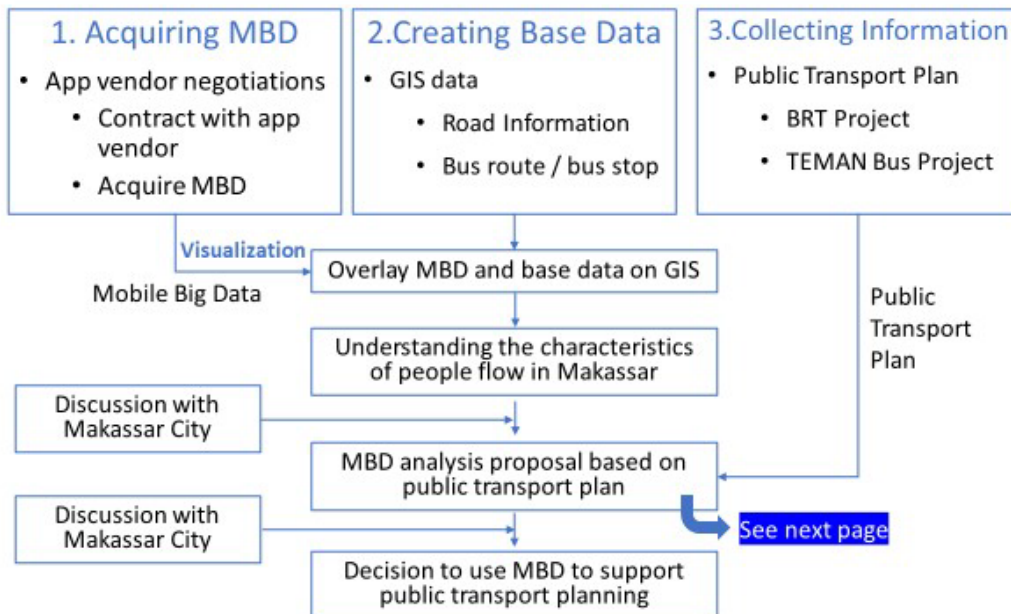 1. Acquiring MBD
• App vendor negotiations
• Contract with app
vendor
• Acquire MBD
2.Creating Base Data
• GIS data
• Road Information
• Bus route / bus stop
3.Collecting Information
• Public Transport Plan
• BRT Project
• TEMAN Bus Project
Visualization
Mobile Big Data
Overlay MBD and base data on GIS
Public
Transport
Plan
Understanding the characteristics
of people flow in Makassar
Discussion with
Makassar City
MBD analysis proposal based on
public transport plan
See next page
Discussion with
Makassar City
Decision to use MBD to support
public transport planning